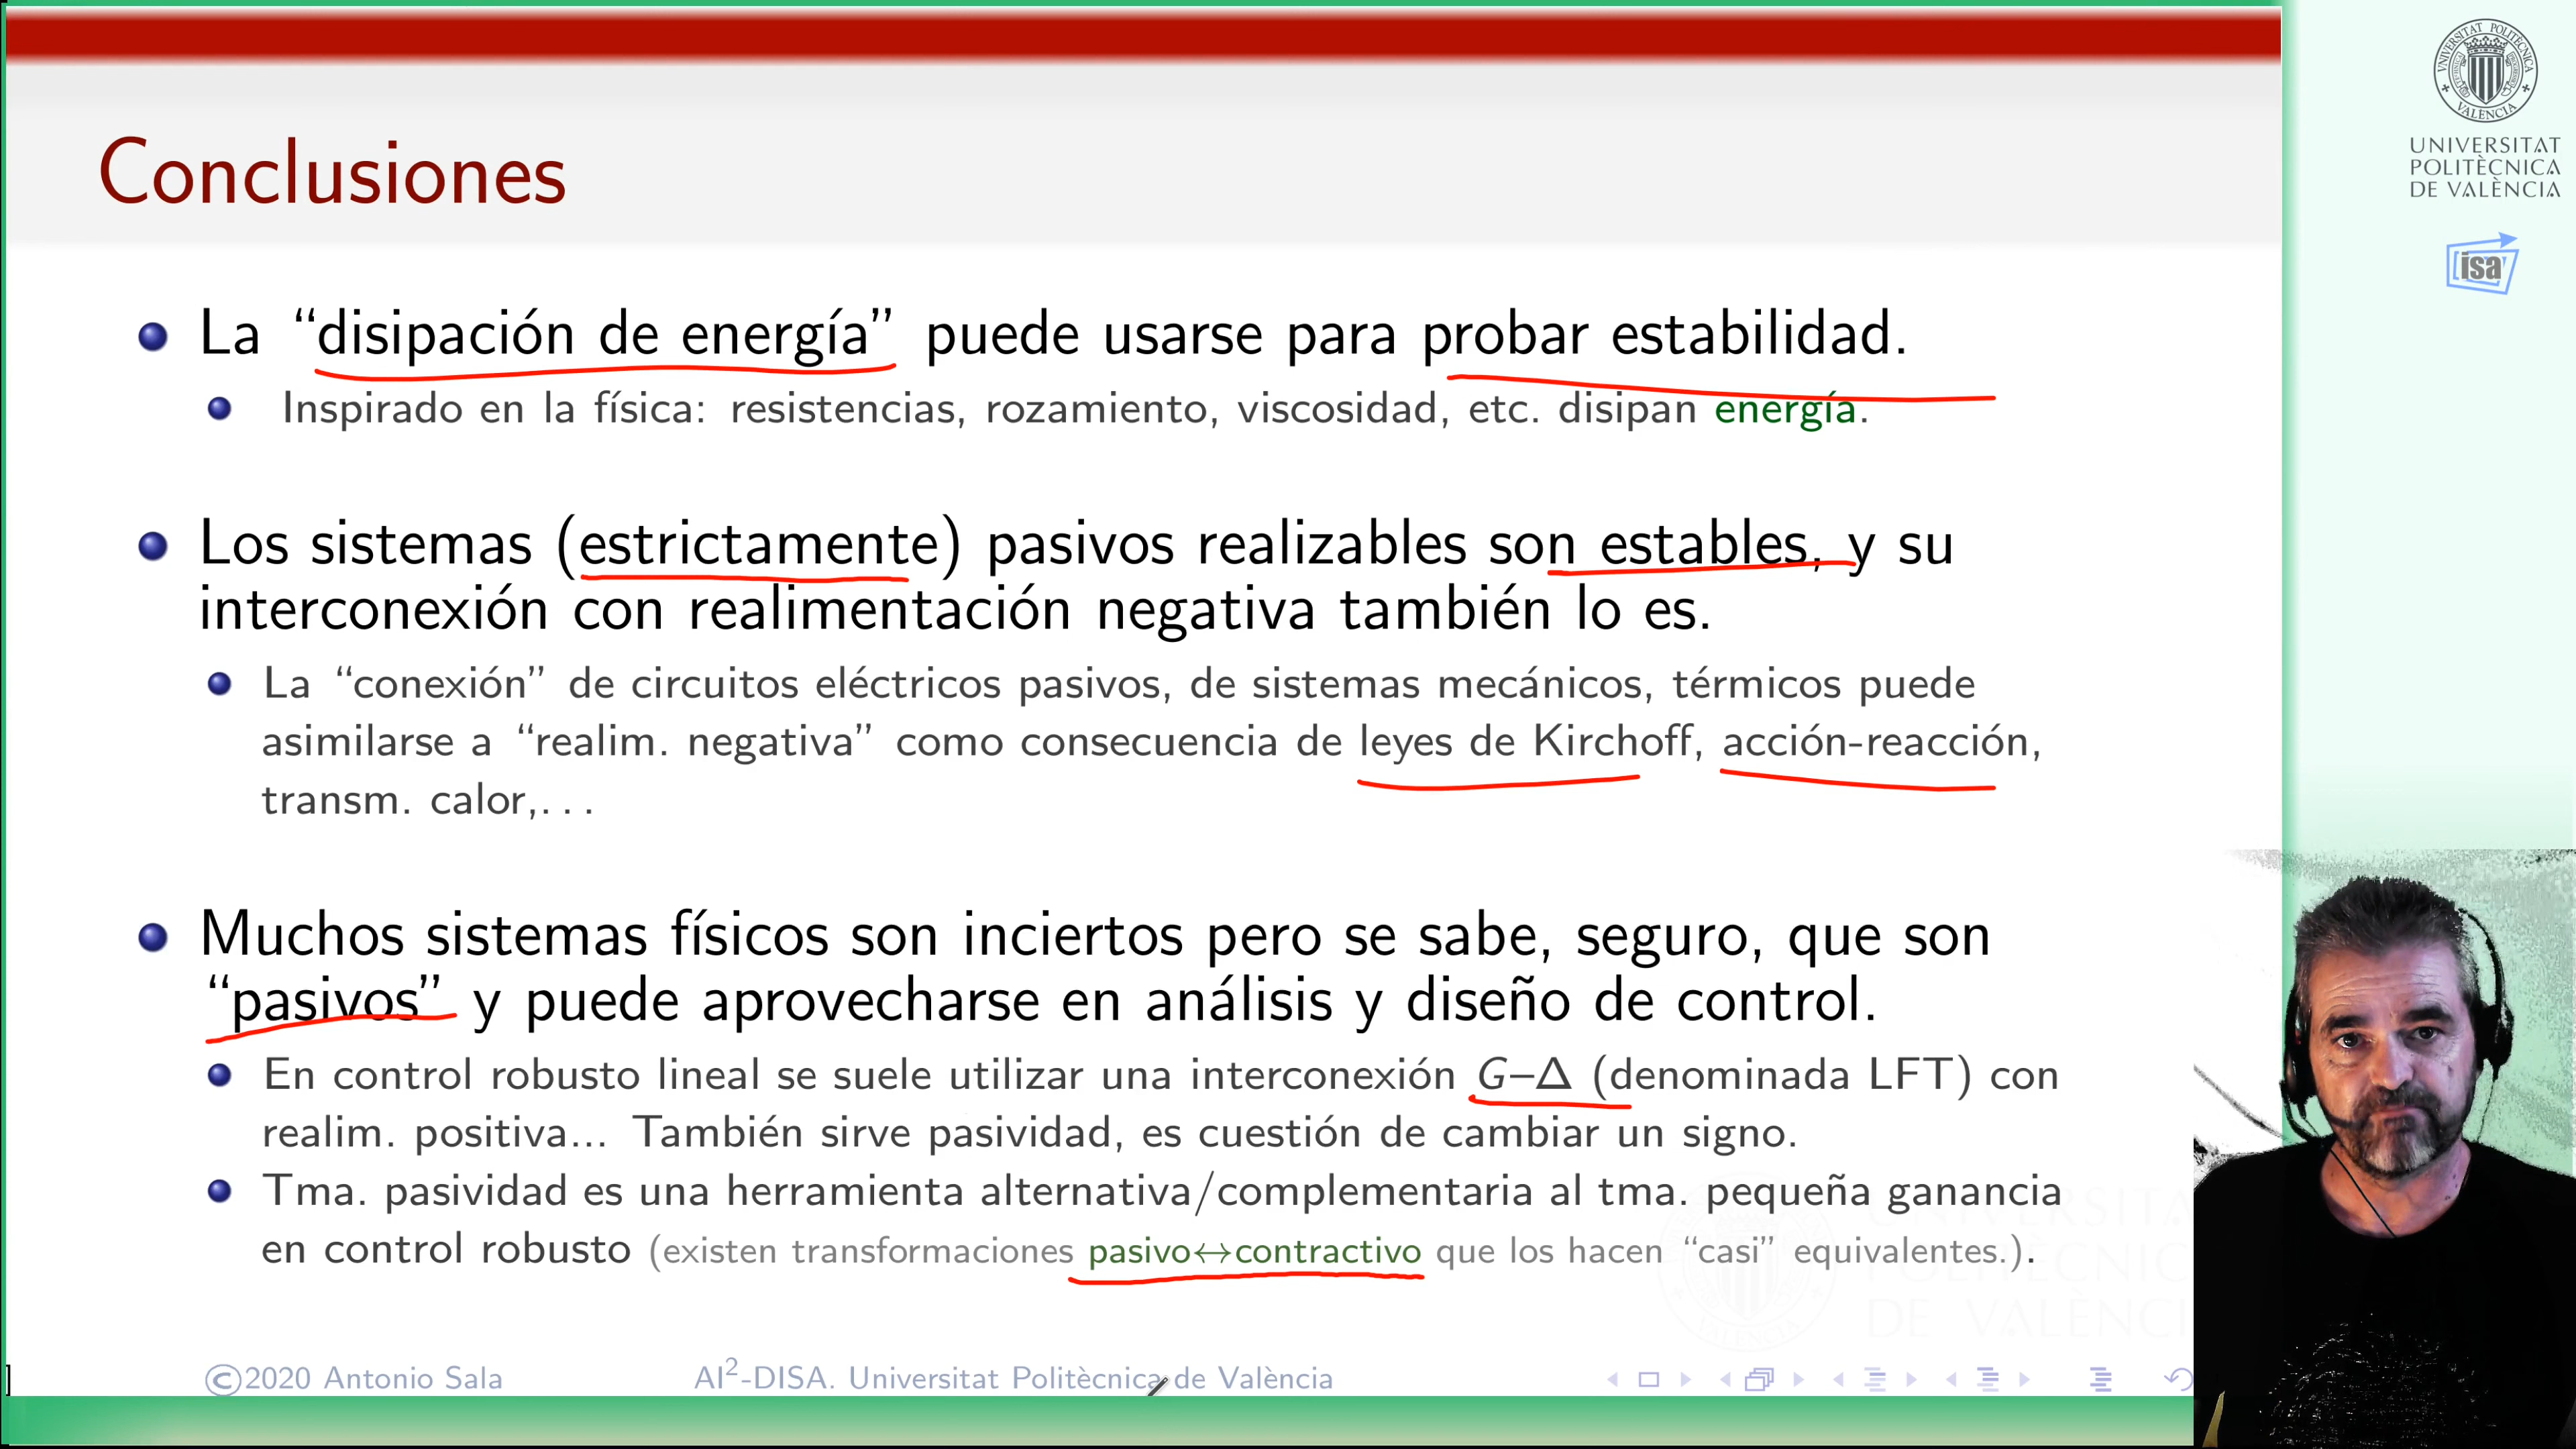 Conclusiones
La “disipación de energía” puede usarse para probar estabilidad.
Inspirado en la física: resistencias, rozamiento, viscosidad, etc. disipan energía.
Los sistemas (estrictamente) pasivos realizables son estables, y su
interconexión con realimentación negativa también lo es.
La “conexión” de circuitos eléctricos pasivos, de sistemas mecánicos, térmicos puede
asimilarse a “realim. negativa” como consecuencia de leyes de Kirchoff, acción-reacción,
transm. calor,...
Muchos sistemas físicos son inciertos pero se sabe, seguro, que son
“pasivos” y puede aprovecharse en análisis y diseño de control.
En control robusto lineal se suele utilizar una interconexión G−Δ (denominada LFT) con
realim. positiva... También sirve pasividad, es cuestión de cambiar un signo.
Tma. pasividad es una herramienta alternativa/complementaria al tma. pequeña ganancia
en control robusto (existen transformaciones pasivo↔contractivo que los hacen “casi” equivalentes.).
©2020 Antonio Sala
AI²-DISA. Universitat Politècnica de València
UNIVERSITAT
POLITÈCNICA
DE VALÈNCIA
isa